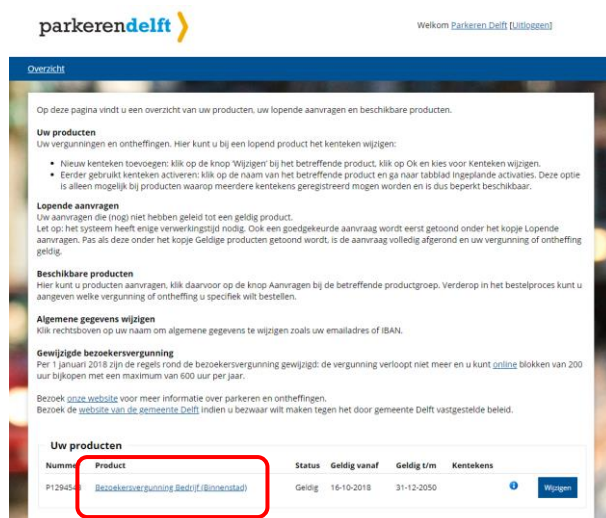 parkerendelft
Welkom Parkeren Delft [Uitloggen]
Overzicht
Op deze pagina vindt u een overzicht van uw producten, uw lopende aanvragen en beschikbare producten.
Uw producten
Uw vergunningen en ontheffingen. Hier kunt u bij een lopend product het kenteken wijzigen:
• Nieuw kenteken toevoegen: klik op de knop 'Wijzigen' bij het betreffende product, klik op Ok en kies voor Kenteken wijzigen.
• Eerder gebruikt kenteken activeren: klik op de naam van het betreffende product en ga naar tabblad Ingeplande activaties. Deze optie
is alleen mogelijk bij producten waarop meerdere kentekens geregistreerd mogen worden en is dus beperkt beschikbaar.
Lopende aanvragen
Uw aanvragen die (nog) niet hebben geleid tot een geldig product.
Let op: het systeem heeft enige verwerkingstijd nodig. Ook een goedgekeurde aanvraag wordt eerst getoond onder het kopje Lopende
aanvragen. Pas als deze onder het kopje Geldige producten getoond wordt, is de aanvraag volledig afgerond en uw vergunning of ontheffing
geldig.
Beschikbare producten
Hier kunt u producten aanvragen, klik daarvoor op de knop Aanvragen bij de betreffende productgroep. Verderop in het bestelproces kunt u
aangeven welke vergunning of ontheffing u specifiek wilt bestellen.
Algemene gegevens wijzigen
Klik rechtsboven op uw naam om algemene gegevens te wijzigen zoals uw emailadres of IBAN.
Gewijzigde bezoekersvergunning
Per 1 januari 2018 zijn de regels rond de bezoekersvergunning gewijzigd: de vergunning verloopt niet meer en u kunt online blokken van 200
uur bijkopen met een maximum van 600 uur per jaar.
Bezoek onze website voor meer informatie over parkeren en ontheffingen.
Bezoek de website van de gemeente Delft indien u bezwaar wilt maken tegen het door gemeente Delft vastgestelde beleid.
Uw producten
Nummer Product Status Geldig vanaf Geldig t/m Kentekens
P1294543 Bezoekersvergunning Bedrijf (Binnenstad) Geldig 16-10-2018 31-12-2050 Wijzigen